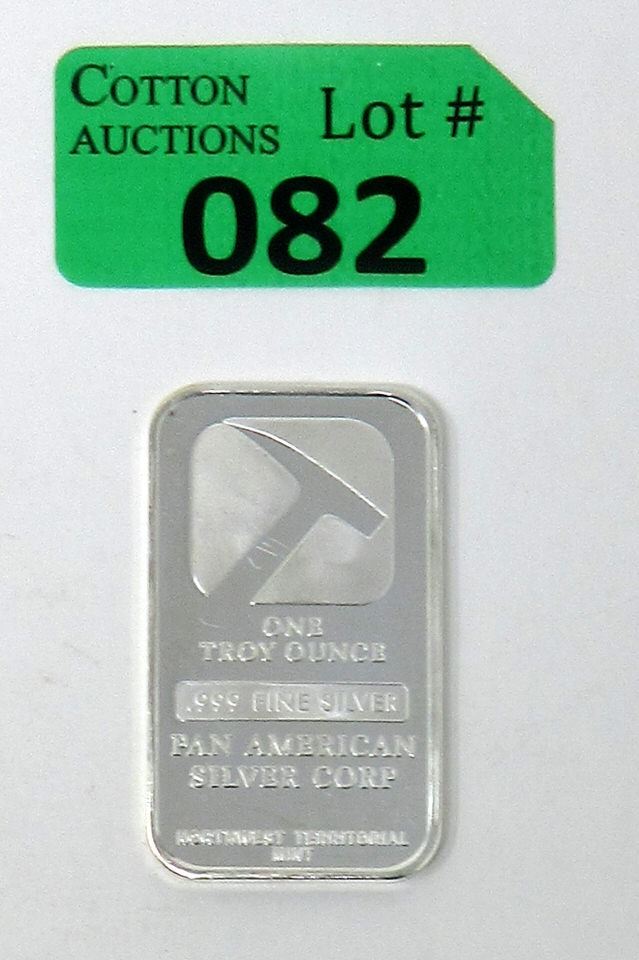 COTTON
AUCTIONS
Lot #
082
ONE
TROY OUNCE
.999 FINE SILVER
PAN AMERICAN
SILVER CORP
NORTHWEST TERRITORIAL
MINT